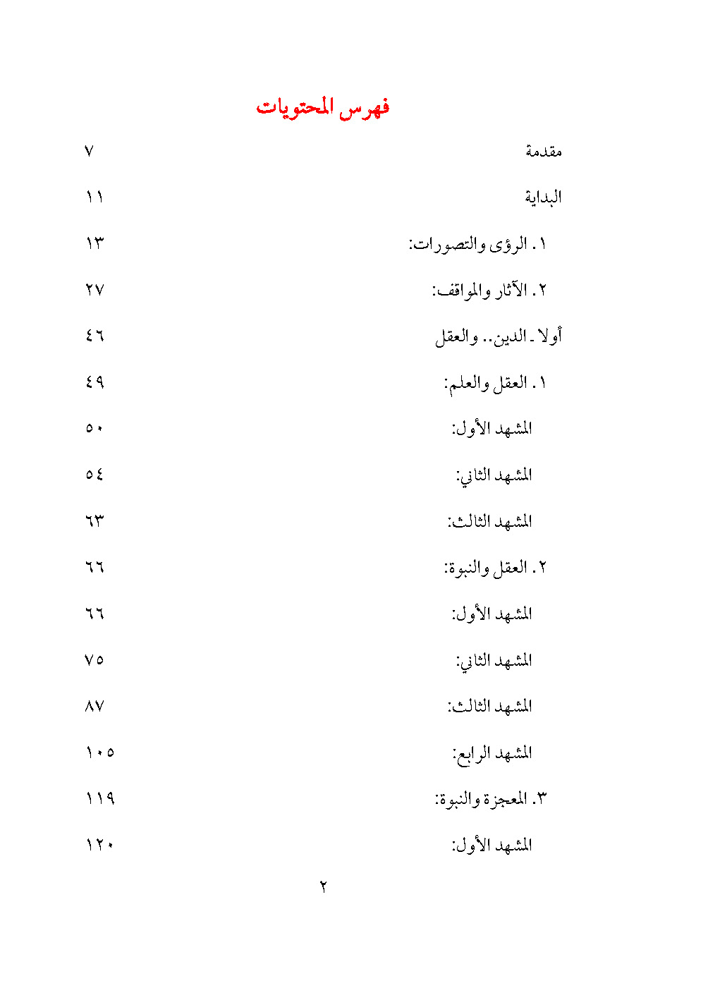 فهرس المحتويات
مقدمة ٧
البداية ١١
١. الرؤى والتصورات: ١٣
٢. الآثار والمواقف: ٢٧
أولا ـ الدين.. والعقل ٤٦
١. العقل والعلم: ٤٩
المشهد الأول: ٥٠
المشهد الثاني: ٥٤
المشهد الثالث: ٦٣
٢. العقل والنبوة: ٦٦
المشهد الأول: ٦٦
المشهد الثاني: ٧٥
المشهد الثالث: ٨٧
المشهد الرابع: ١٠٥
٣. المعجزة والنبوة: ١١٩
المشهد الأول: ١٢٠
٢